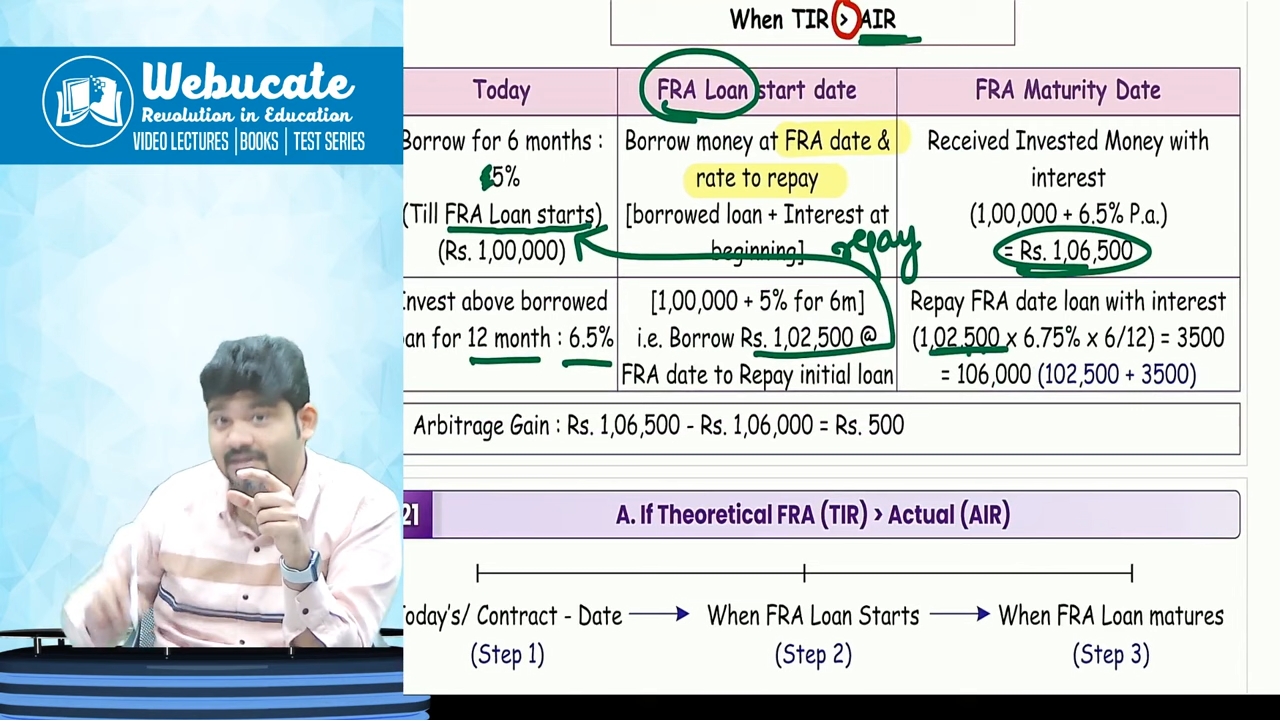 When TIR > AIR
Webucate
Revolution in Education
VIDEO LECTURES | BOOKS | TEST SERIES
Today
FRA Loan start date
FRA Maturity Date
Borrow for 6 months :
5%
(Till FRA Loan starts)
(Rs. 1,00,000)
Borrow money at FRA date &
rate to repay
[borrowed loan + Interest at
beginning]
repay
Received Invested Money with
interest
(1,00,000 + 6.5% P.a.)
= Rs. 1,06,500
nvest above borrowed
an for 12 month : 6.5%
[1,00,000 + 5% for 6m]
i.e. Borrow Rs. 1,02,500 @
FRA date to Repay initial loan
Repay FRA date loan with interest
(1,02,500 x 6.75% x 6/12) = 3500
= 106,000 (102,500 + 3500)
Arbitrage Gain : Rs. 1,06,500 - Rs. 1,06,000 = Rs. 500
21
A. If Theoretical FRA (TIR) > Actual (AIR)
oday's/ Contract - Date
When FRA Loan Starts
When FRA Loan matures
(Step 1)
(Step 2)
(Step 3)